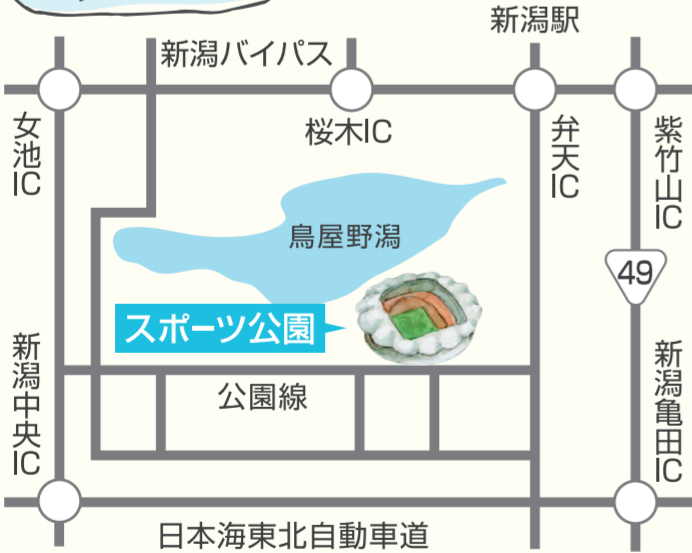 新潟駅
新潟バイパス
女池IC
桜木IC
弁天IC
紫竹山IC
鳥屋野潟
49
スポーツ公園
新潟中央IC
公園線
新潟亀田IC
日本海東北自動車道